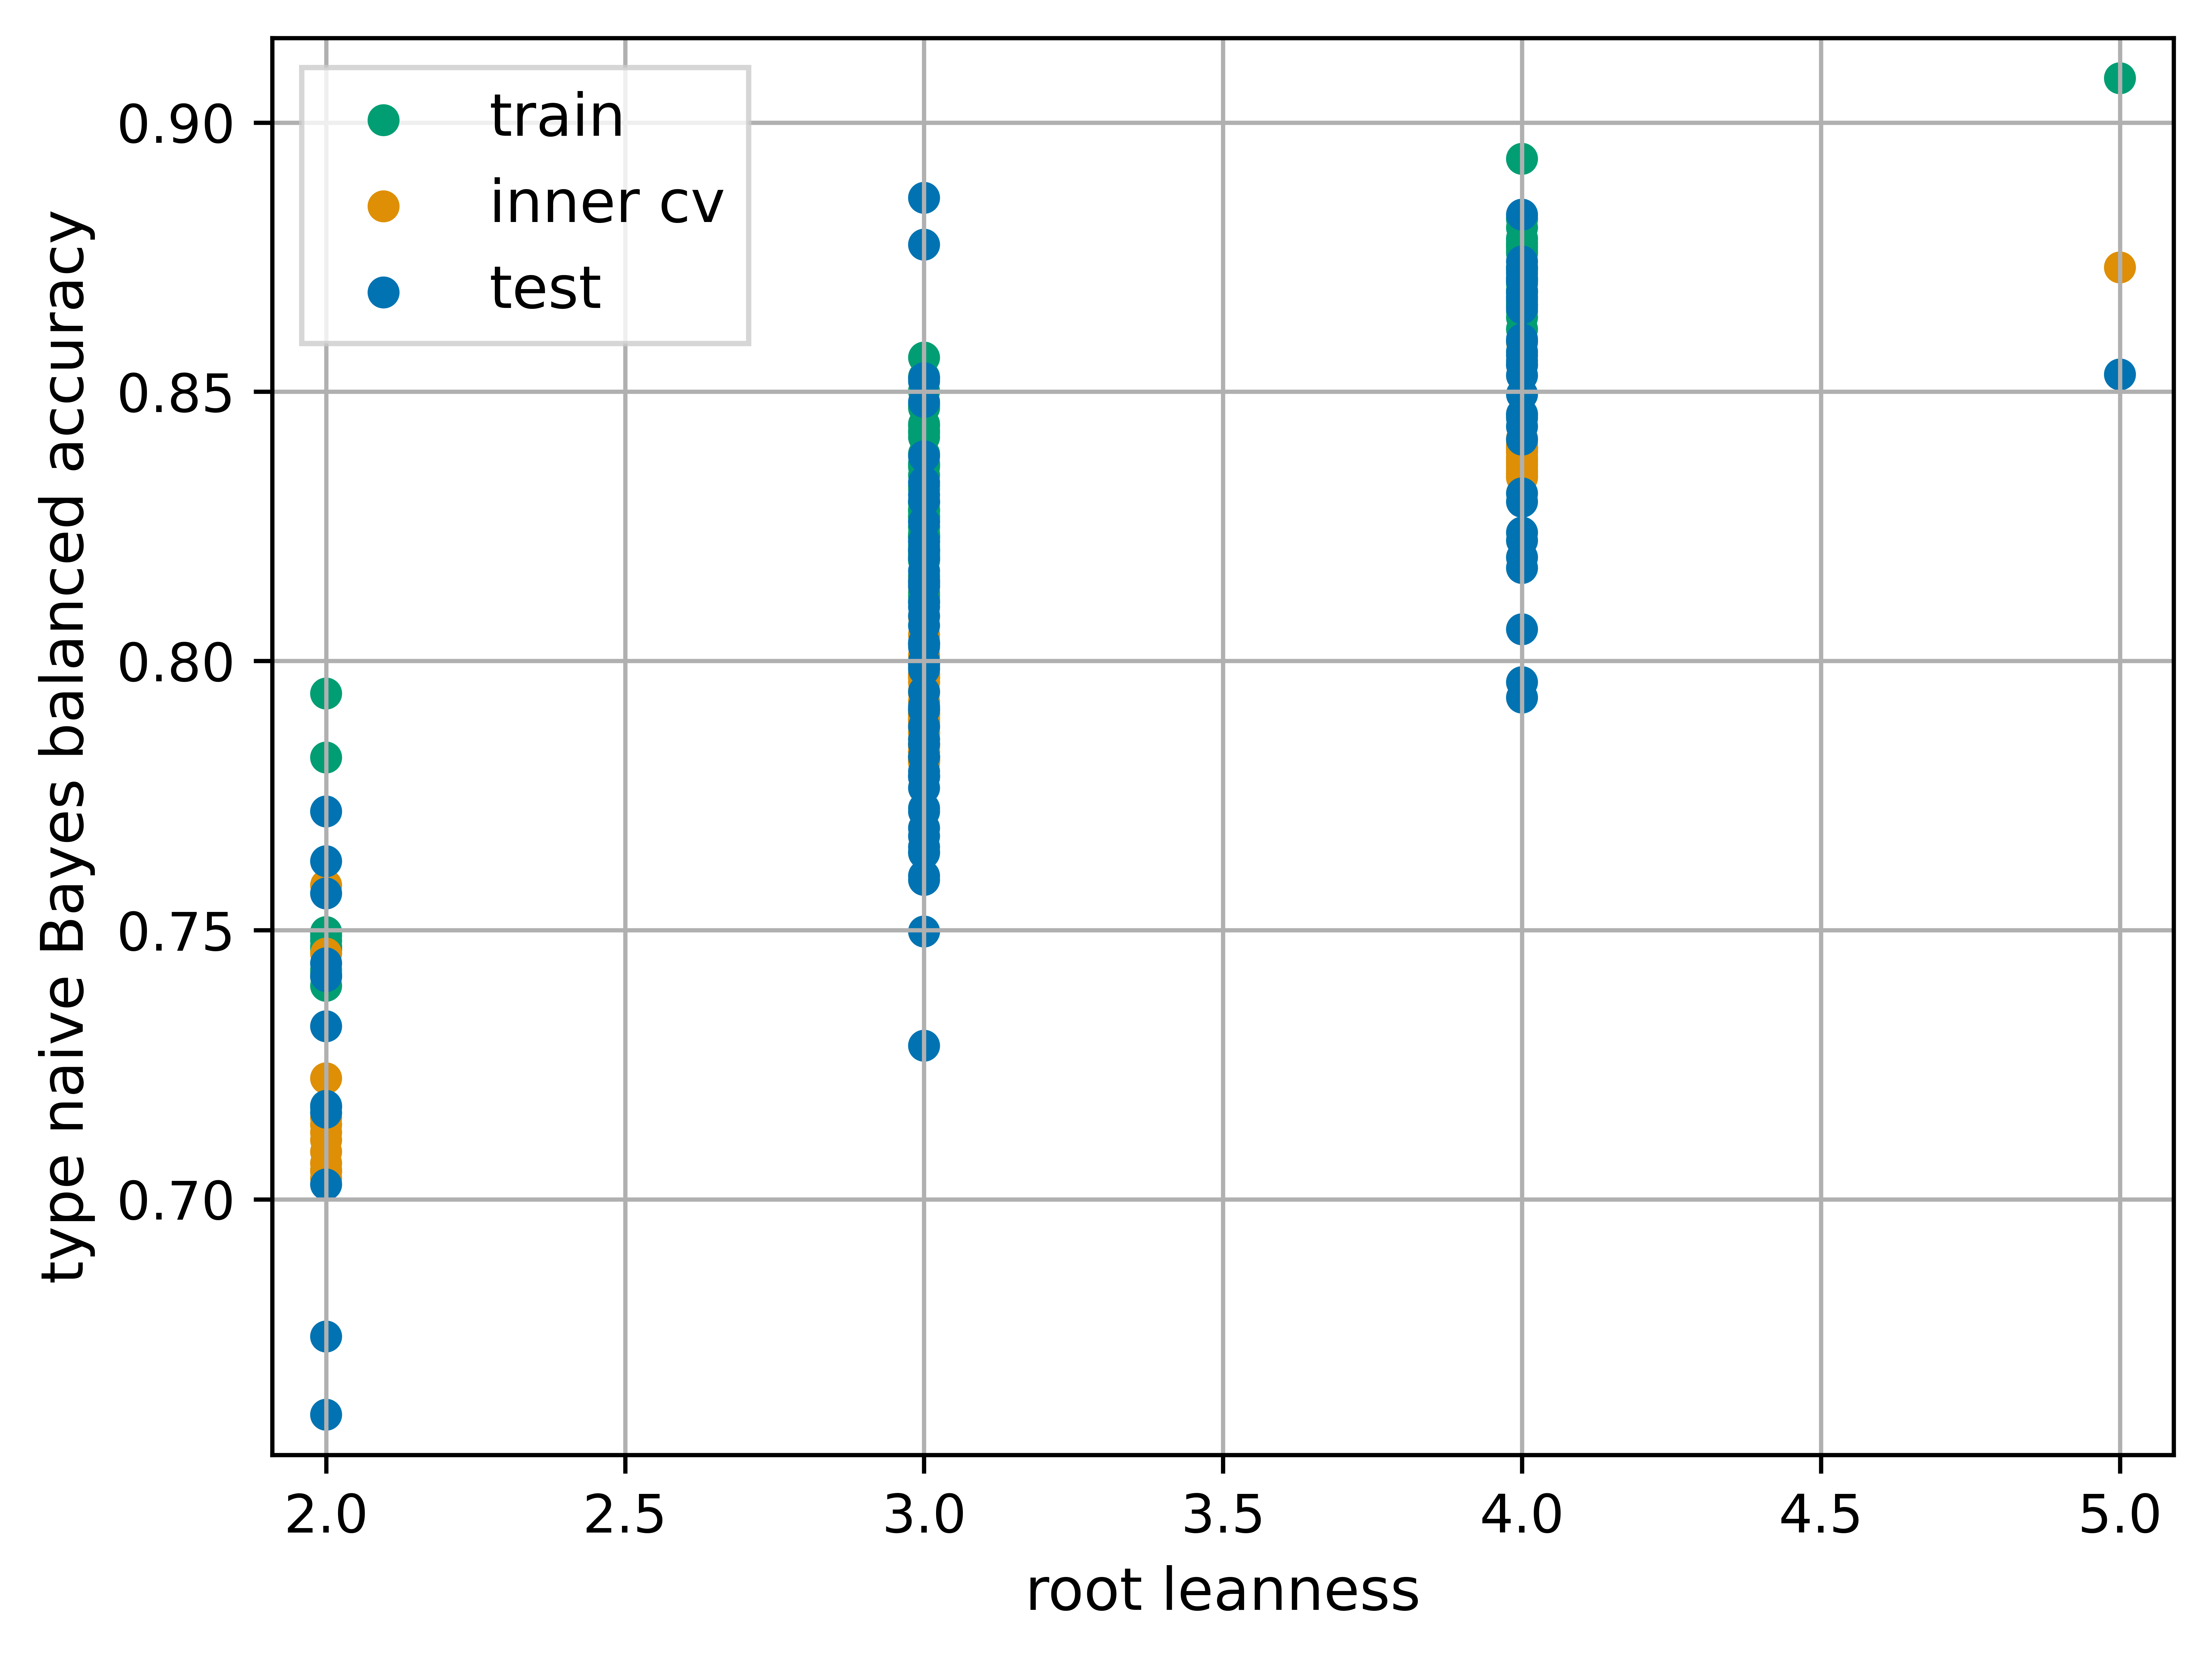 train
inner cv
test
type naive Bayes balanced accuracy
0.90
0.85
0.80
0.75
0.70
2.0 2.5 3.0 3.5 4.0 4.5 5.0
root leanness